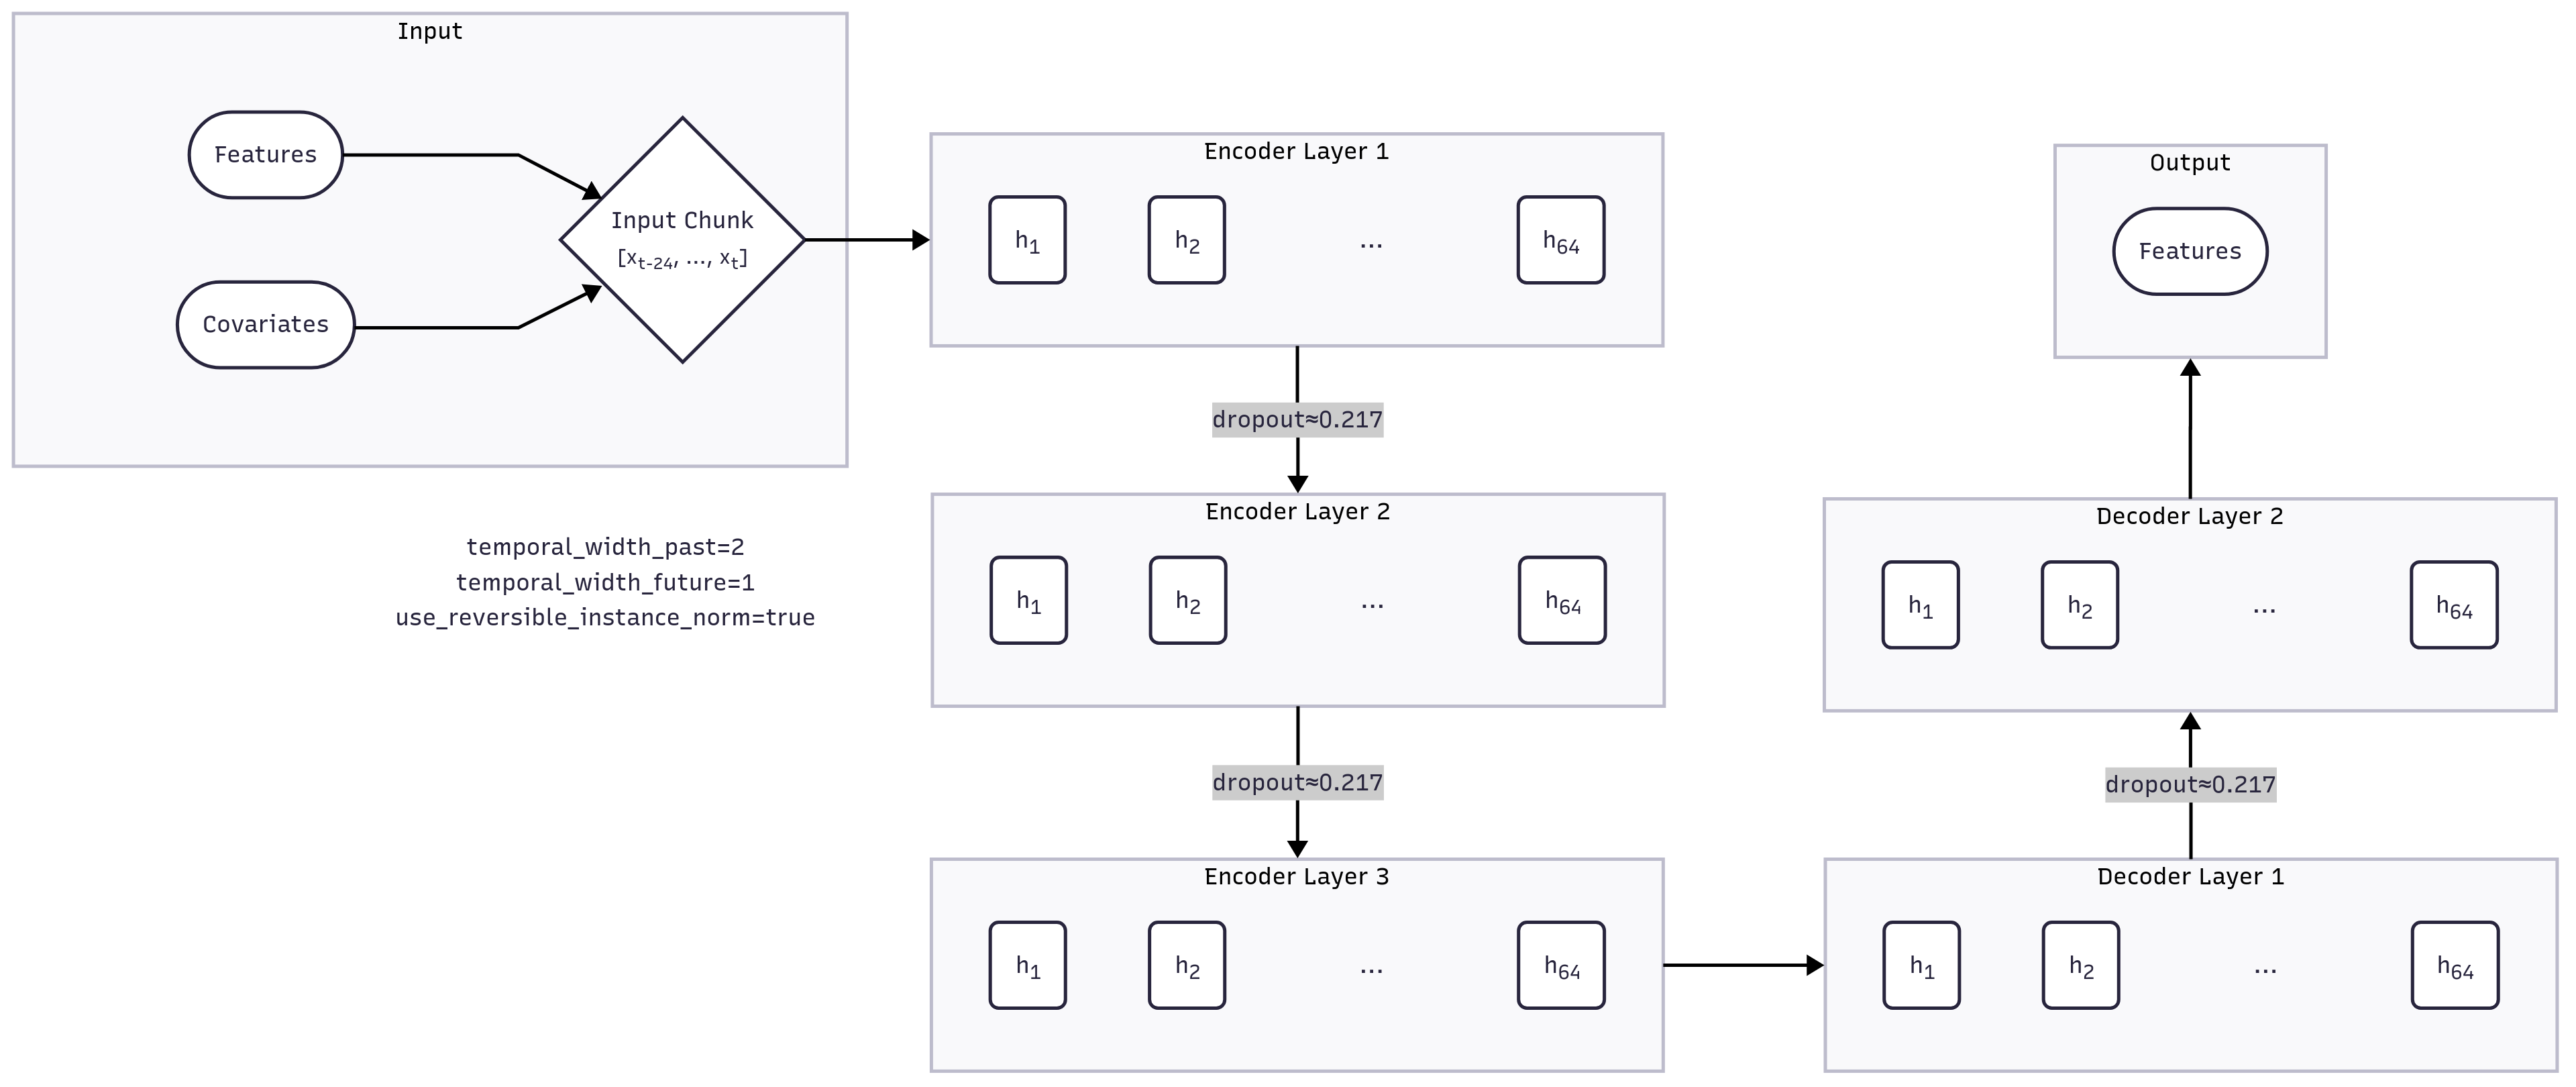 Input
Features
Covariates
Input Chunk
[x_{t-24}, ..., x_t]
temporal_width_past=2
temporal_width_future=1
use_reversible_instance_norm=true
Encoder Layer 1
h_1 h_2 ... h_{64}
dropout≈0.217
Encoder Layer 2
h_1 h_2 ... h_{64}
dropout≈0.217
Encoder Layer 3
h_1 h_2 ... h_{64}
Decoder Layer 1
h_1 h_2 ... h_{64}
dropout≈0.217
Decoder Layer 2
h_1 h_2 ... h_{64}
Output
Features